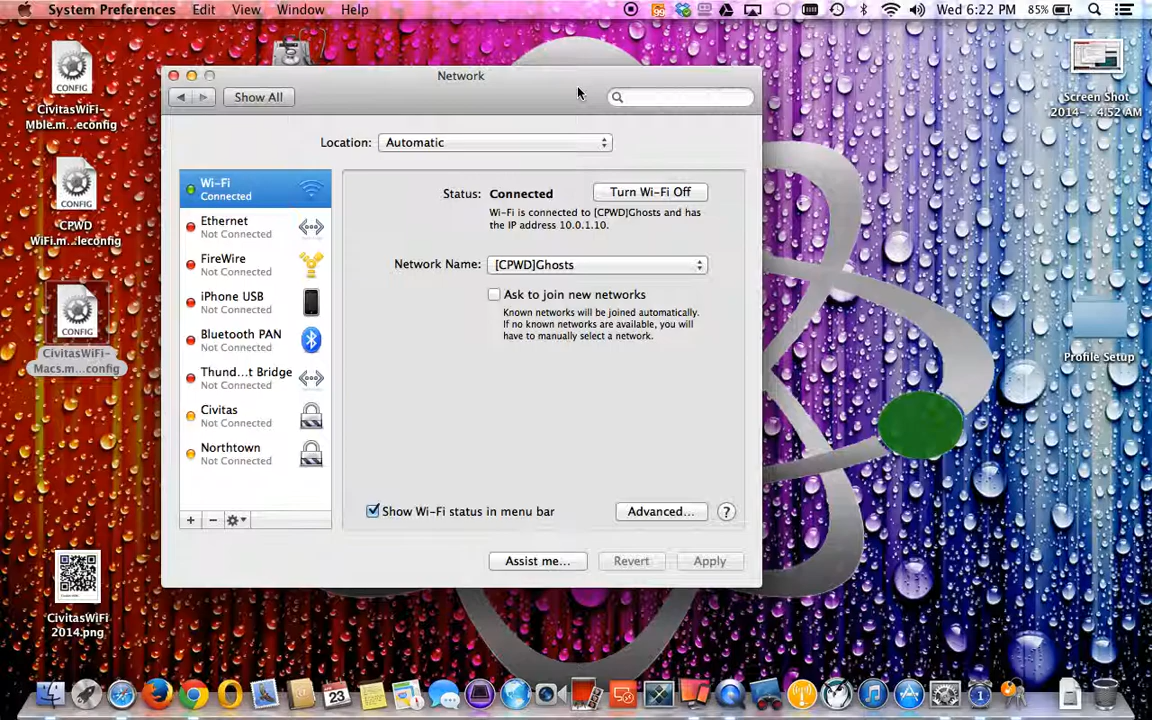 System Preferences Edit View Window Help
Wed 6:22 PM 85%
Network
Show All
Location: Automatic
Wi-Fi
Connected
Ethernet
Not Connected
FireWire
Not Connected
iPhone USB
Not Connected
Bluetooth PAN
Not Connected
Thund...t Bridge
Not Connected
Civitas
Not Connected
Northtown
Not Connected
Status: Connected
Turn Wi-Fi Off
Wi-Fi is connected to [CPWD]Ghosts and has
the IP address 10.0.1.10.
Network Name: [CPWD]Ghosts
Ask to join new networks
Known networks will be joined automatically.
If no known networks are available, you will
have to manually select a network.
Show Wi-Fi status in menu bar
Advanced...
?
Assist me...
Revert
Apply
CONFIG
CivitasWiFi-
Mble.m...econfig
CONFIG
CPWD
WiFi.m...leconfig
CONFIG
CivitasWiFi-
Macs.m...config
CivitasWiFi
2014.png
Screen Shot
2014-...4.52 AM
Profile Setup
23